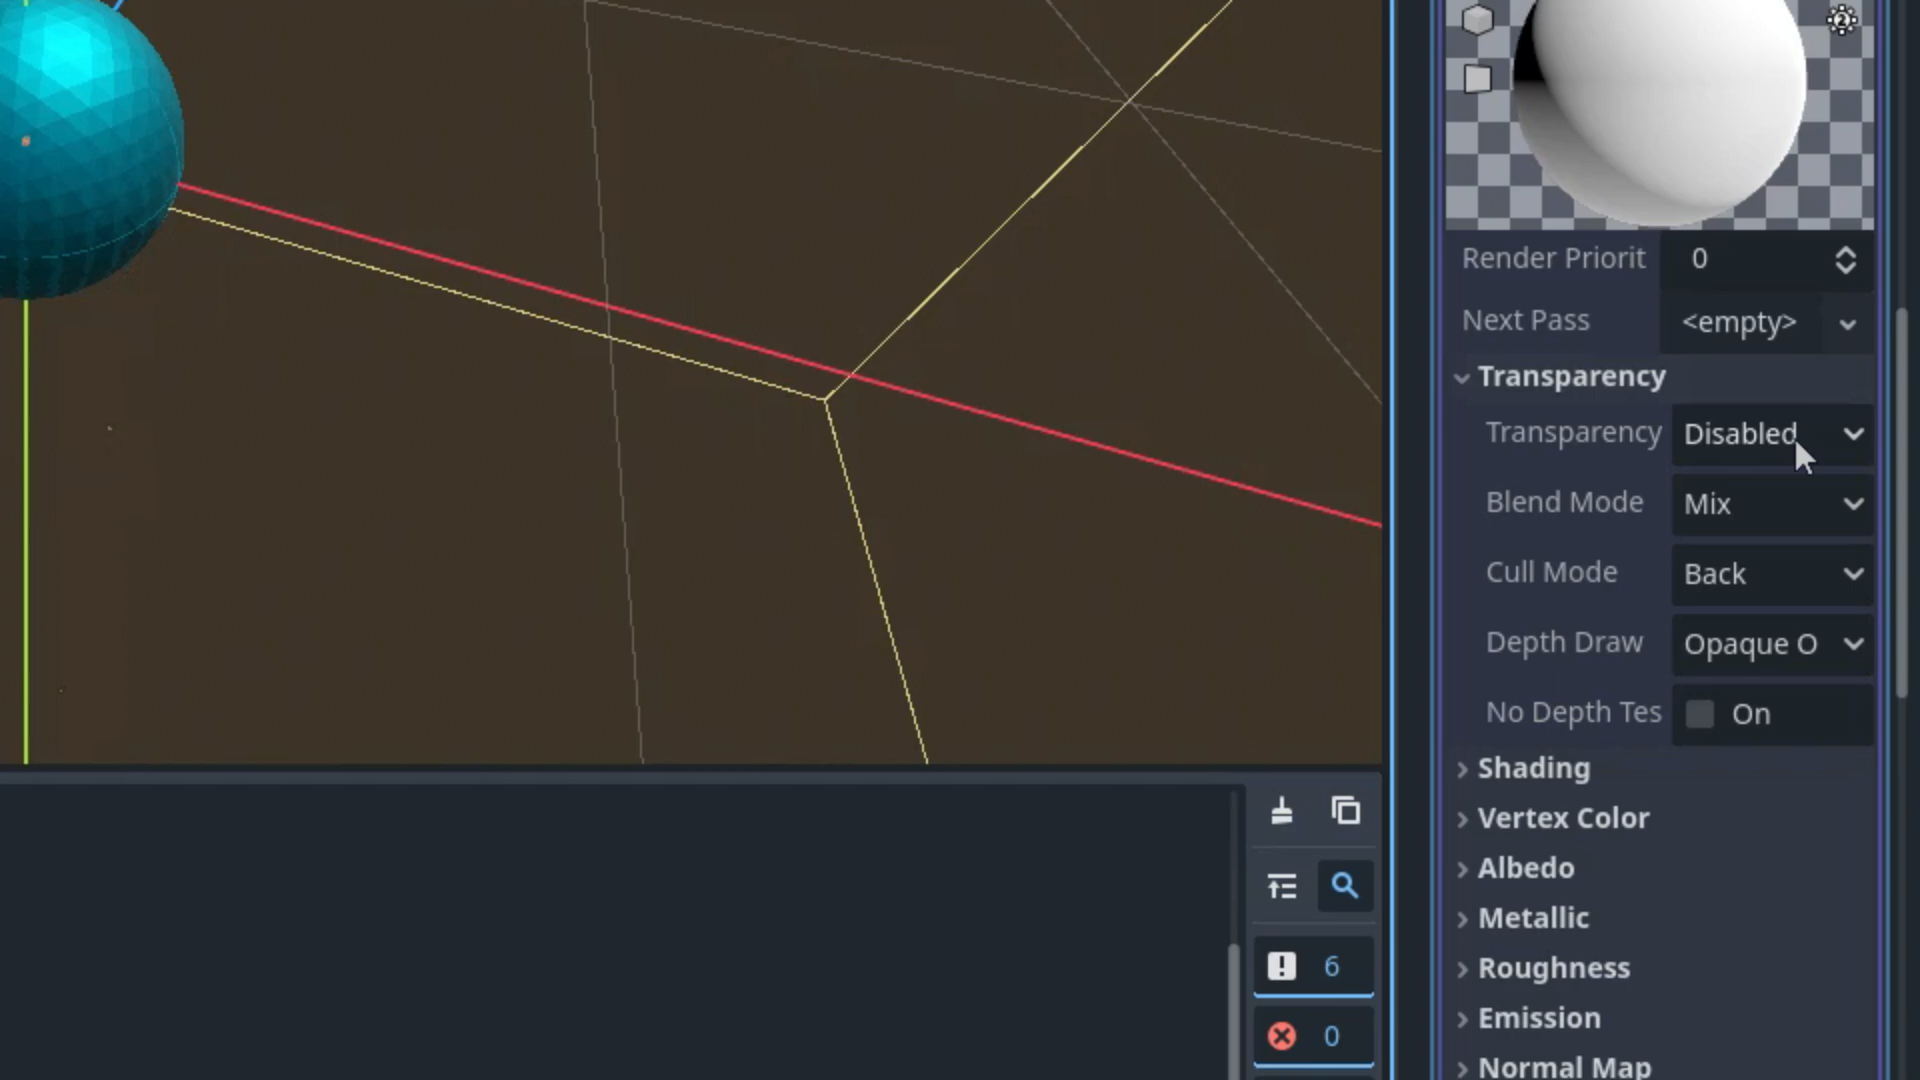 2
Render Priorit 0
Next Pass <empty>
Transparency
Transparency Disabled
Blend Mode Mix
Cull Mode Back
Depth Draw Opaque O
No Depth Tes On
Shading
Vertex Color
Albedo
Metallic
Roughness
Emission
Normal Map
6
0